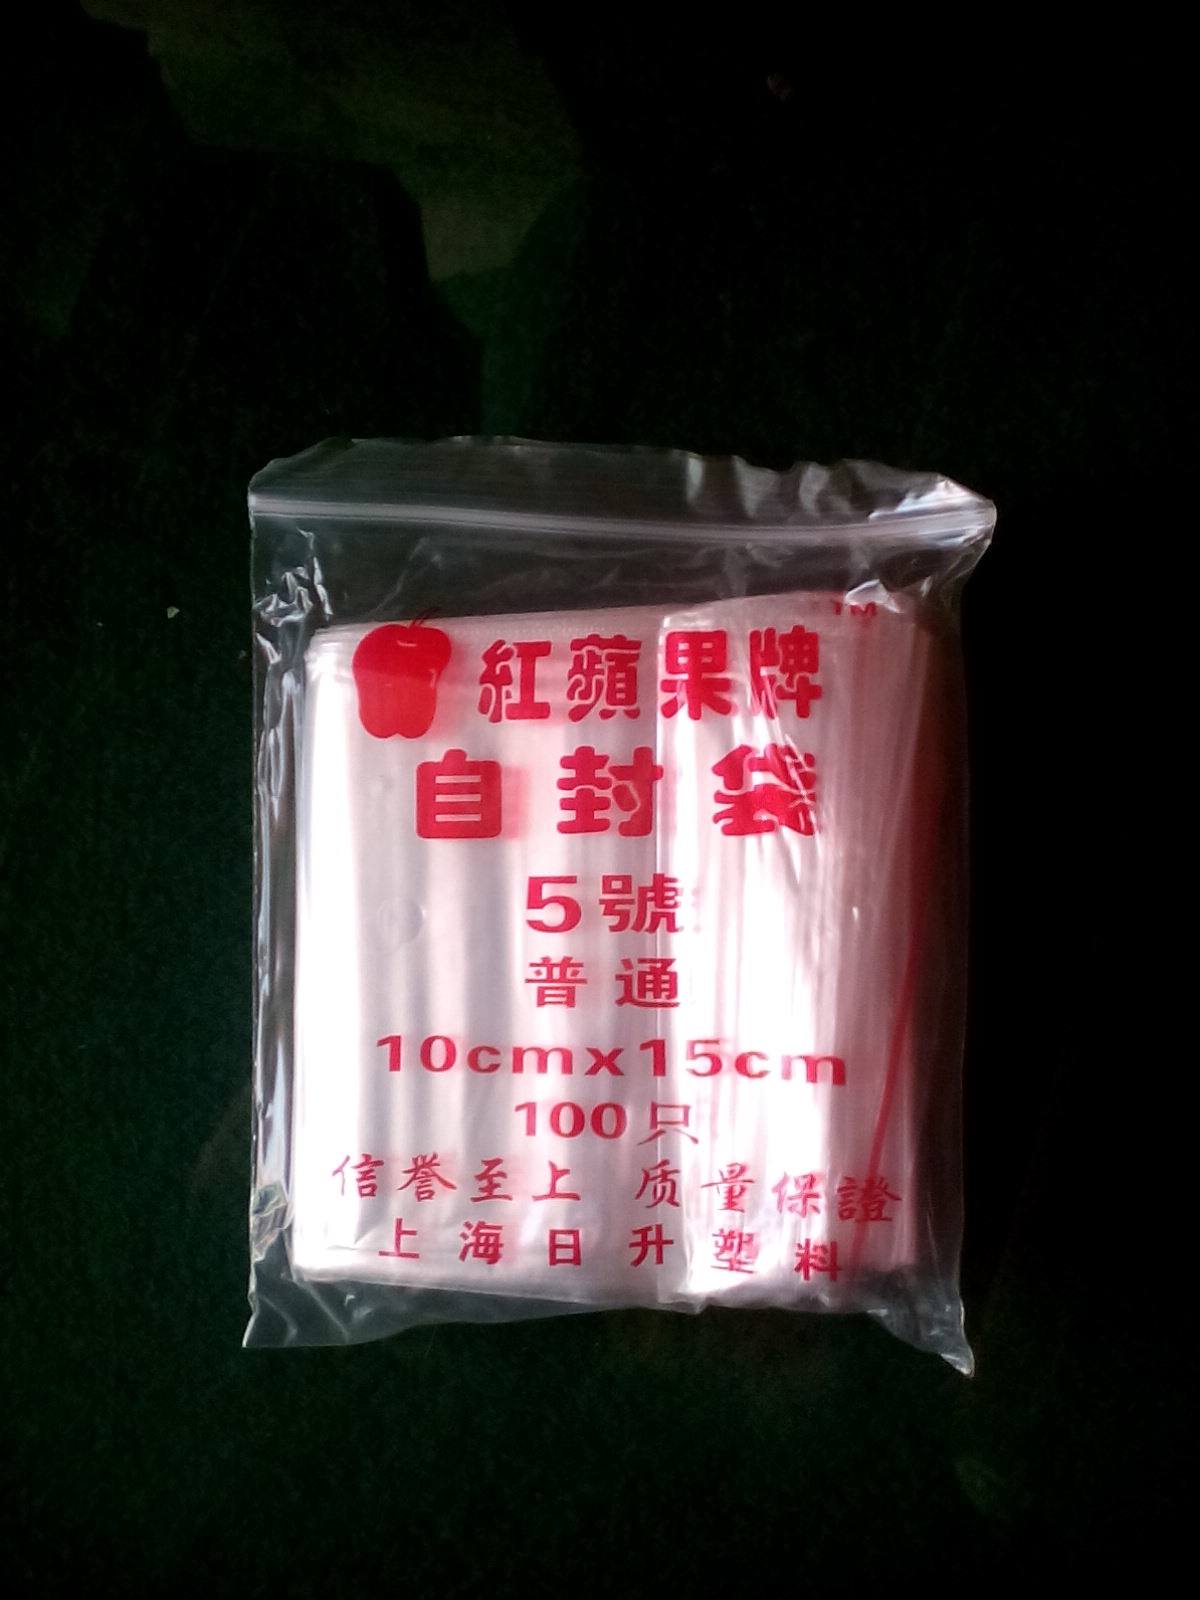 TM
紅蘋果牌
自封袋
5號
普通
10cmx15cm
100只
信誉至上 质量保證
上海日升塑料